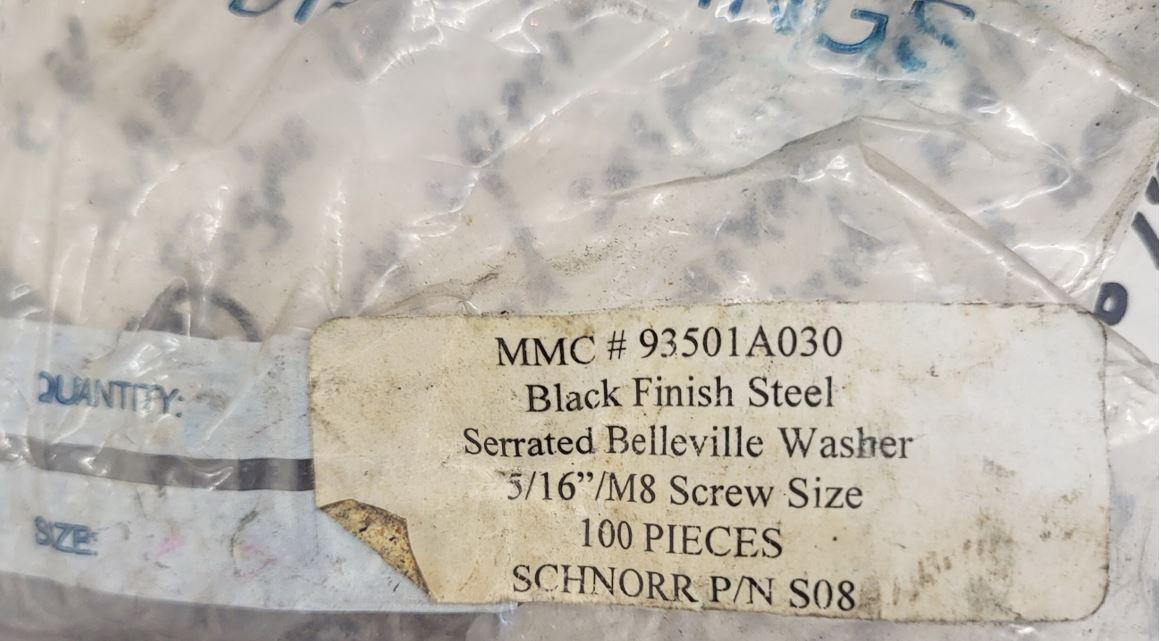 QUANTITY:
SIZE:
MMC # 93501A030
Black Finish Steel
Serrated Belleville Washer
5/16”/M8 Screw Size
100 PIECES
SCHNORR P/N S08